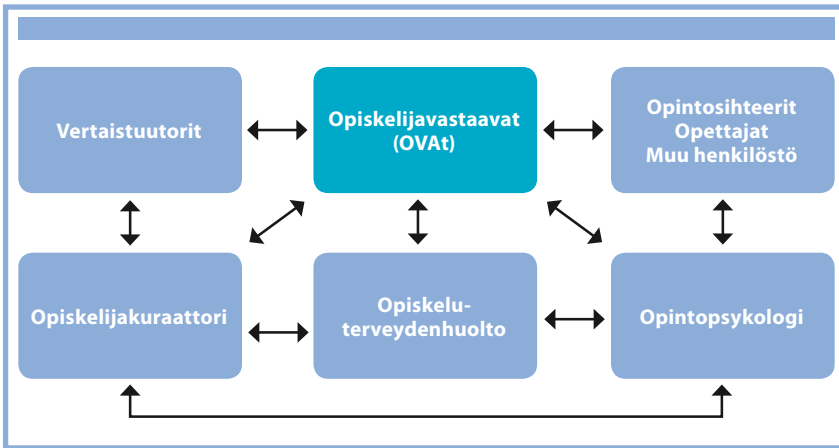 Vertaistuutorit
Opiskelijavastaavat
(OVAt)
Opintosihteerit
Opettajat
Muu henkilöstö
Opiskelijakuraattori
Opiskelu-
terveydenhuolto
Opintopsykologi